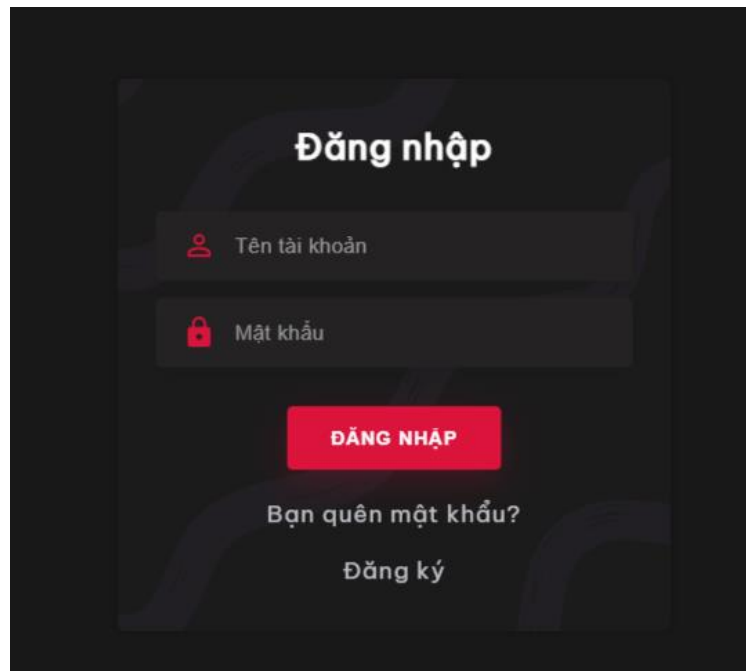 Đăng nhập
Tên tài khoản
Mật khẩu
ĐĂNG NHẬP
Bạn quên mật khẩu?
Đăng ký